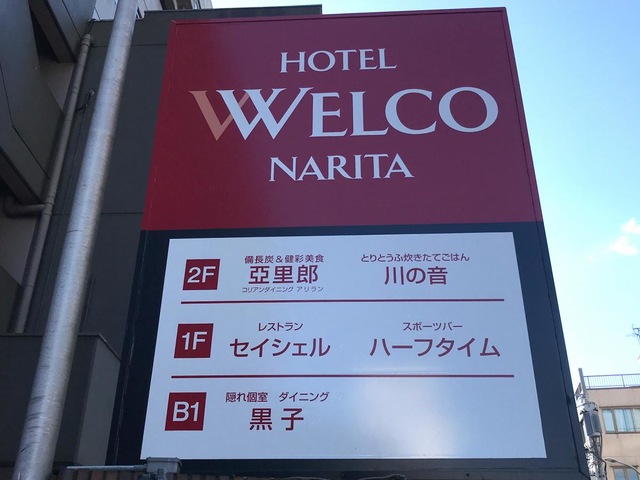 HOTEL
WELCO
NARITA
2F
備長炭&健彩美食
亞里郎
コリアンダイニング アリラン
とりとうふ炊きたてごはん
川の音
1F
レストラン
セイシェル
スポーツバー
ハーフタイム
B1
隠れ個室 ダイニング
黒子